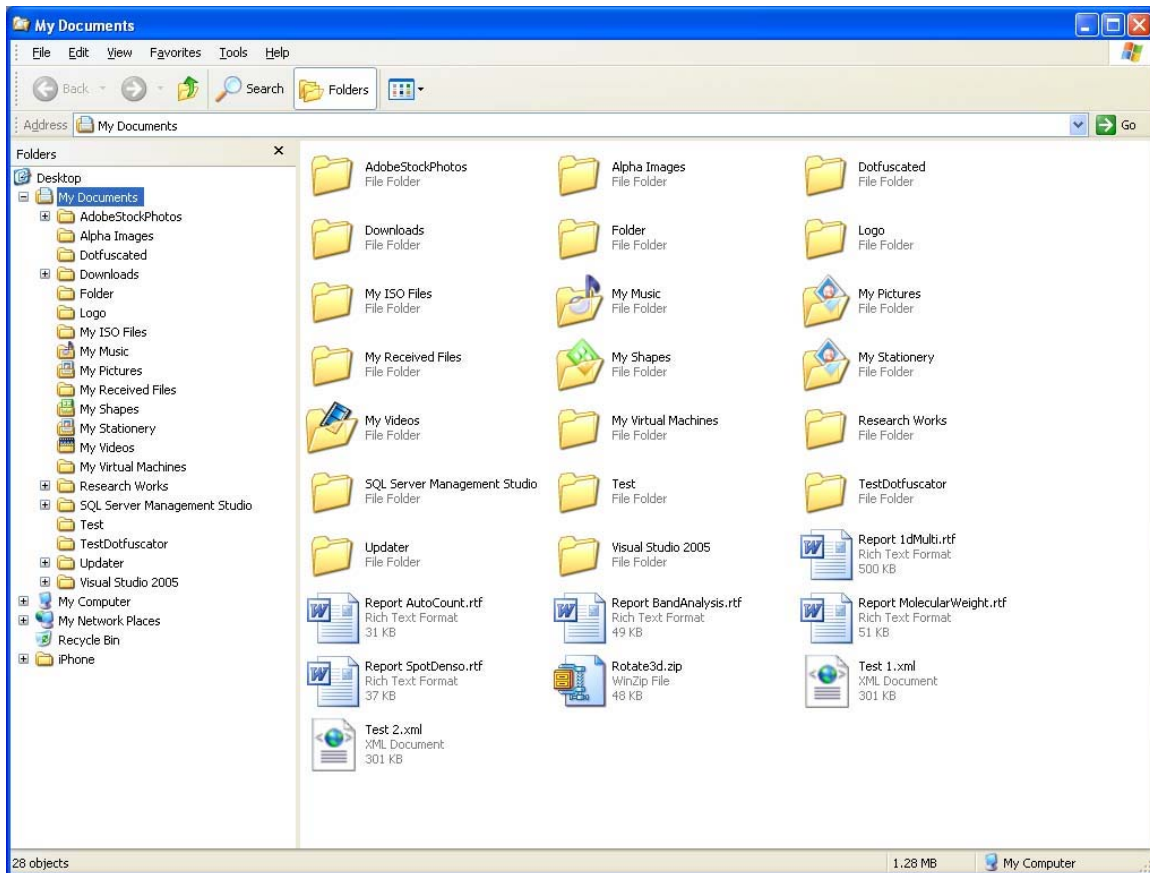 My Documents
File Edit View Favorites Tools Help
Back Search Folders
Address My Documents Go
Folders
Desktop
My Documents
AdobeStockPhotos
Alpha Images
Dotfuscated
Downloads
Folder
Logo
My ISO Files
My Music
My Pictures
My Received Files
My Shapes
My Stationery
My Videos
My Virtual Machines
Research Works
SQL Server Management Studio
Test
TestDotfuscator
Updater
Visual Studio 2005
My Computer
My Network Places
Recycle Bin
iPhone
AdobeStockPhotos Alpha Images Dotfuscated
File Folder File Folder File Folder
Downloads Folder Logo
File Folder File Folder File Folder
My ISO Files My Music My Pictures
File Folder File Folder File Folder
My Received Files My Shapes My Stationery
File Folder File Folder File Folder
My Videos My Virtual Machines Research Works
File Folder File Folder File Folder
SQL Server Management Studio Test TestDotfuscator
File Folder File Folder File Folder
Updater Visual Studio 2005
File Folder File Folder
Report 1dMulti.rtf
Rich Text Format
500 KB
Report AutoCount.rtf Report BandAnalysis.rtf Report MolecularWeight.rtf
Rich Text Format Rich Text Format Rich Text Format
31 KB 49 KB 51 KB
Report SpotDenso.rtf Rotate3d.zip Test 1.xml
Rich Text Format WinZip File XML Document
37 KB 48 KB 301 KB
Test 2.xml
XML Document
301 KB
28 objects 1.28 MB My Computer